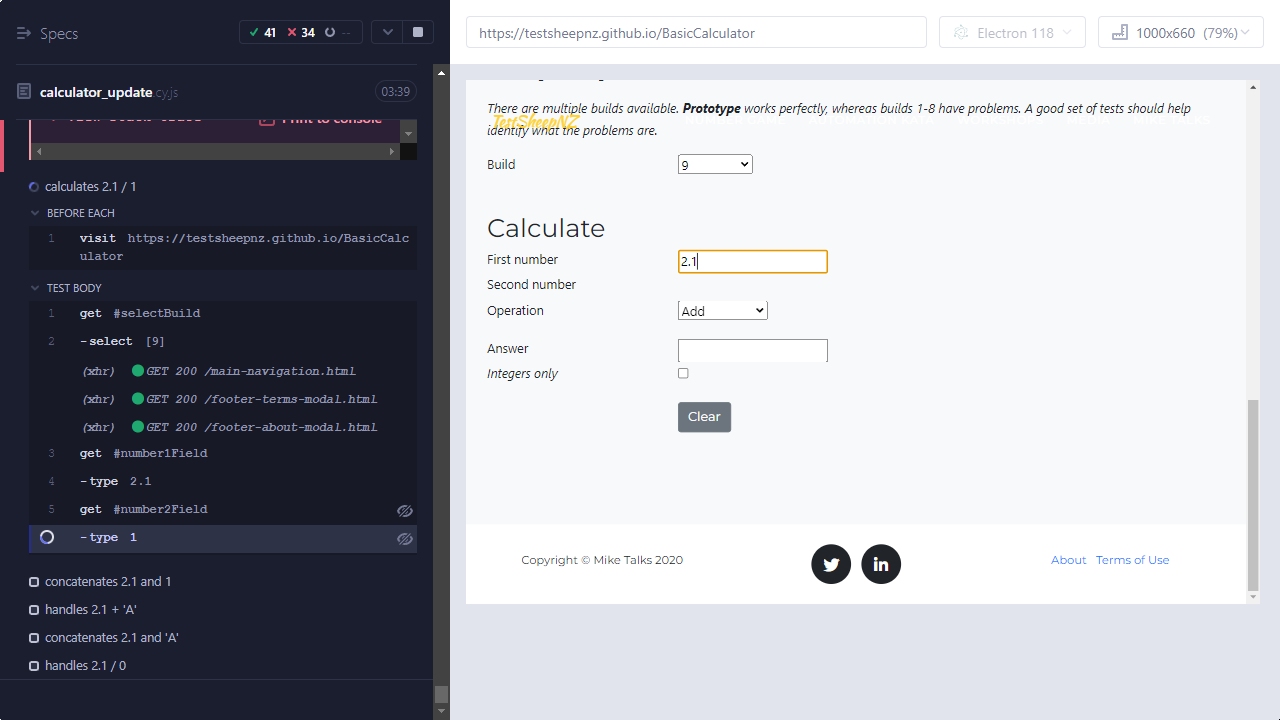 Specs
41
34
--
calculator_update.cy.js
03:39
Print to console
calculates 2.1 / 1
BEFORE EACH
1 visit https://testsheepnz.github.io/BasicCalc
ulator
TEST BODY
1 get #selectBuild
2 -select [9]
(xhr) GET 200 /main-navigation.html
(xhr) GET 200 /footer-terms-modal.html
(xhr) GET 200 /footer-about-modal.html
3 get #number1Field
4 -type 2.1
5 get #number2Field
-type 1
concatenates 2.1 and 1
handles 2.1 + 'A'
concatenates 2.1 and 'A'
handles 2.1 / 0
https://testsheepnz.github.io/BasicCalculator
Electron 118
1000x660 (79%)
There are multiple builds available. Prototype works perfectly, whereas builds 1-8 have problems. A good set of tests should help
TestSheepNZ
identify what the problems are.
Build
9
Calculate
First number
2.1
Second number
Operation
Add
Answer
Integers only
Clear
Copyright © Mike Talks 2020
About
Terms of Use